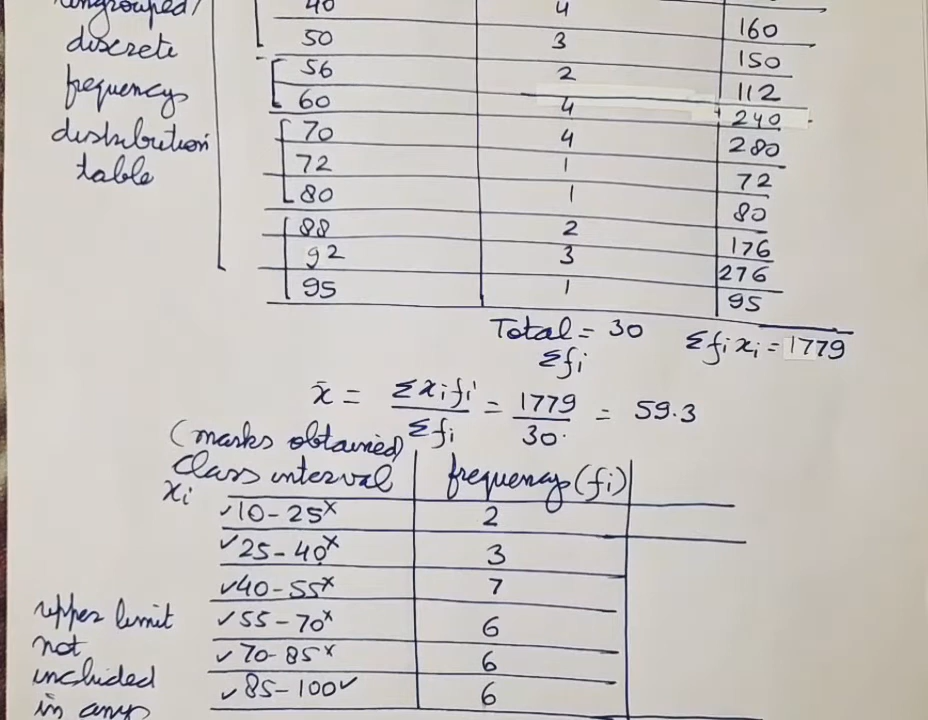 ungrouped/
discrete
frequency
distribution
table
40 4 160
50 3 150
56 2 112
60 4 240
70 4 280
72 1 72
80 1 80
88 2 176
92 3 276
95 1 95
Total = 30 Σfixi = 1779
Σfi
x̄ = Σxifi / Σfi = 1779 / 30 = 59.3
(marks obtained)
Class interval frequency (fi)
xi
✓10-25× 2
✓25-40× 3
✓40-55× 7
✓55-70× 6
✓70-85× 6
✓85-100✓ 6
upper limit
not
included
in any